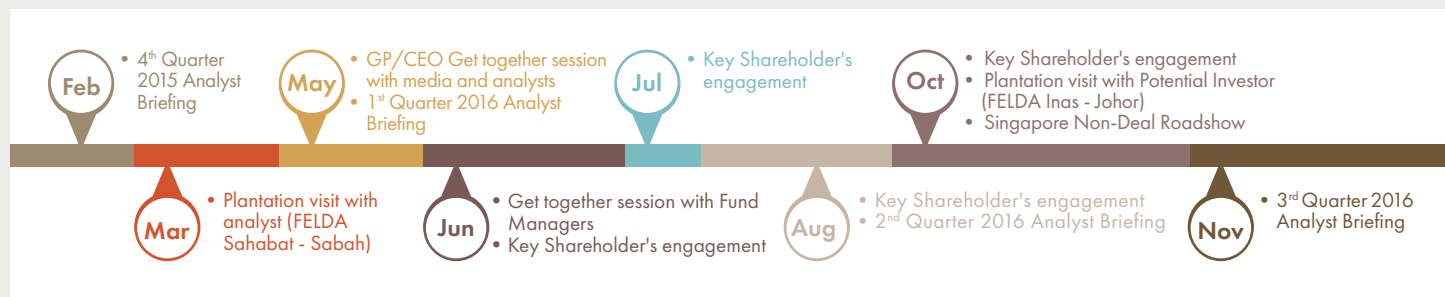 Feb
• 4th Quarter
2015 Analyst
Briefing
Mar
• Plantation visit with
analyst (FELDA
Sahabat - Sabah)
May
• GP/CEO Get together session
with media and analysts
• 1st Quarter 2016 Analyst
Briefing
Jun
• Get together session with Fund
Managers
• Key Shareholder's engagement
Jul
• Key Shareholder's
engagement
Aug
• Key Shareholder's engagement
• 2nd Quarter 2016 Analyst Briefing
Oct
• Key Shareholder's engagement
• Plantation visit with Potential Investor
(FELDA Inas - Johor)
• Singapore Non-Deal Roadshow
Nov
• 3rd Quarter 2016
Analyst Briefing